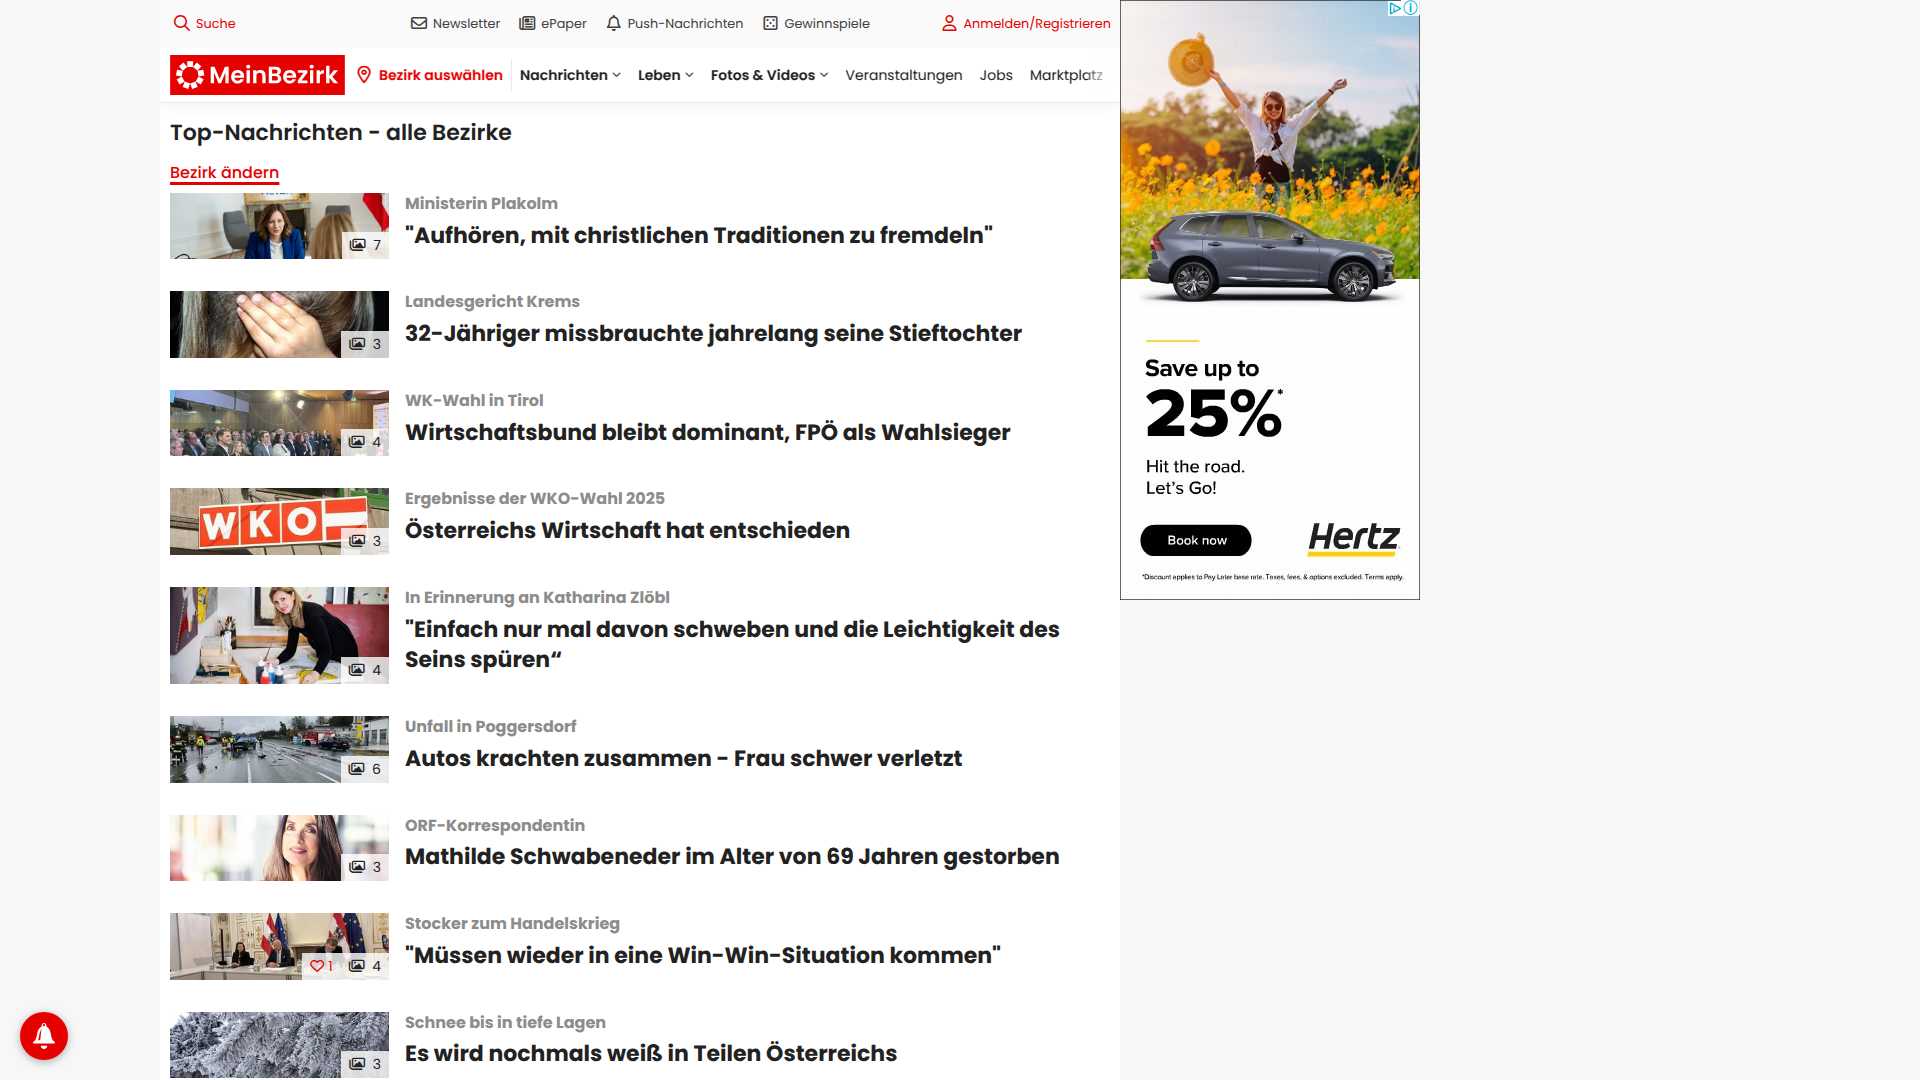 Suche
Newsletter
ePaper
Push-Nachrichten
Gewinnspiele
Anmelden/Registrieren
MeinBezirk
Bezirk auswählen
Nachrichten
Leben
Fotos & Videos
Veranstaltungen
Jobs
Marktplatz
Top-Nachrichten - alle Bezirke
Bezirk ändern
7
Ministerin Plakolm
"Aufhören, mit christlichen Traditionen zu fremdeln"
3
Landesgericht Krems
32-Jähriger missbrauchte jahrelang seine Stieftochter
4
WK-Wahl in Tirol
Wirtschaftsbund bleibt dominant, FPÖ als Wahlsieger
WKO
3
Ergebnisse der WKO-Wahl 2025
Österreichs Wirtschaft hat entschieden
4
In Erinnerung an Katharina Zlöbl
"Einfach nur mal davon schweben und die Leichtigkeit des
Seins spüren“
6
Unfall in Poggersdorf
Autos krachten zusammen - Frau schwer verletzt
3
ORF-Korrespondentin
Mathilde Schwabeneder im Alter von 69 Jahren gestorben
1 4
Stocker zum Handelskrieg
"Müssen wieder in eine Win-Win-Situation kommen"
3
Schnee bis in tiefe Lagen
Es wird nochmals weiß in Teilen Österreichs
Save up to
25%*
Hit the road.
Let's Go!
Book now
Hertz
*Discount applies to Pay Later base rate. Taxes, fees, & options excluded. Terms apply.